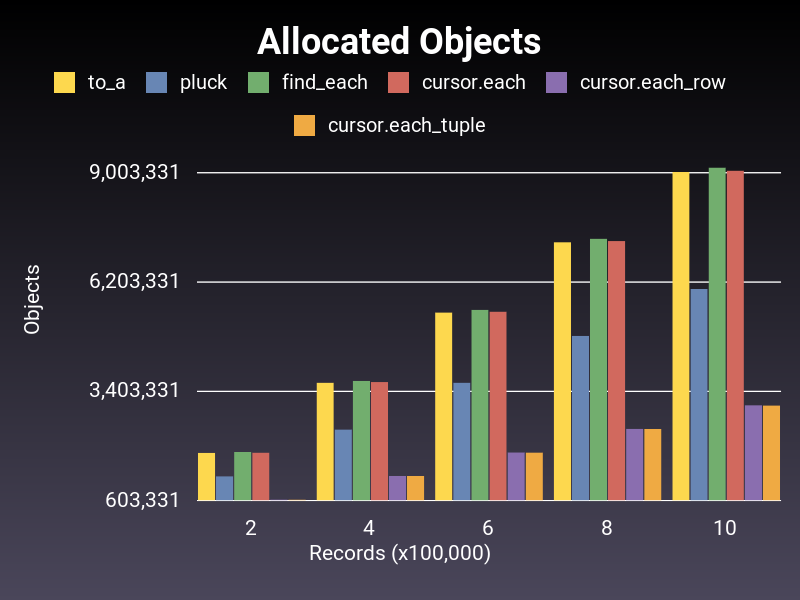 Allocated Objects
to_a pluck find_each cursor.each cursor.each_row
cursor.each_tuple
9,003,331
6,203,331
3,403,331
603,331
Objects
2 4 6 8 10
Records (x100,000)